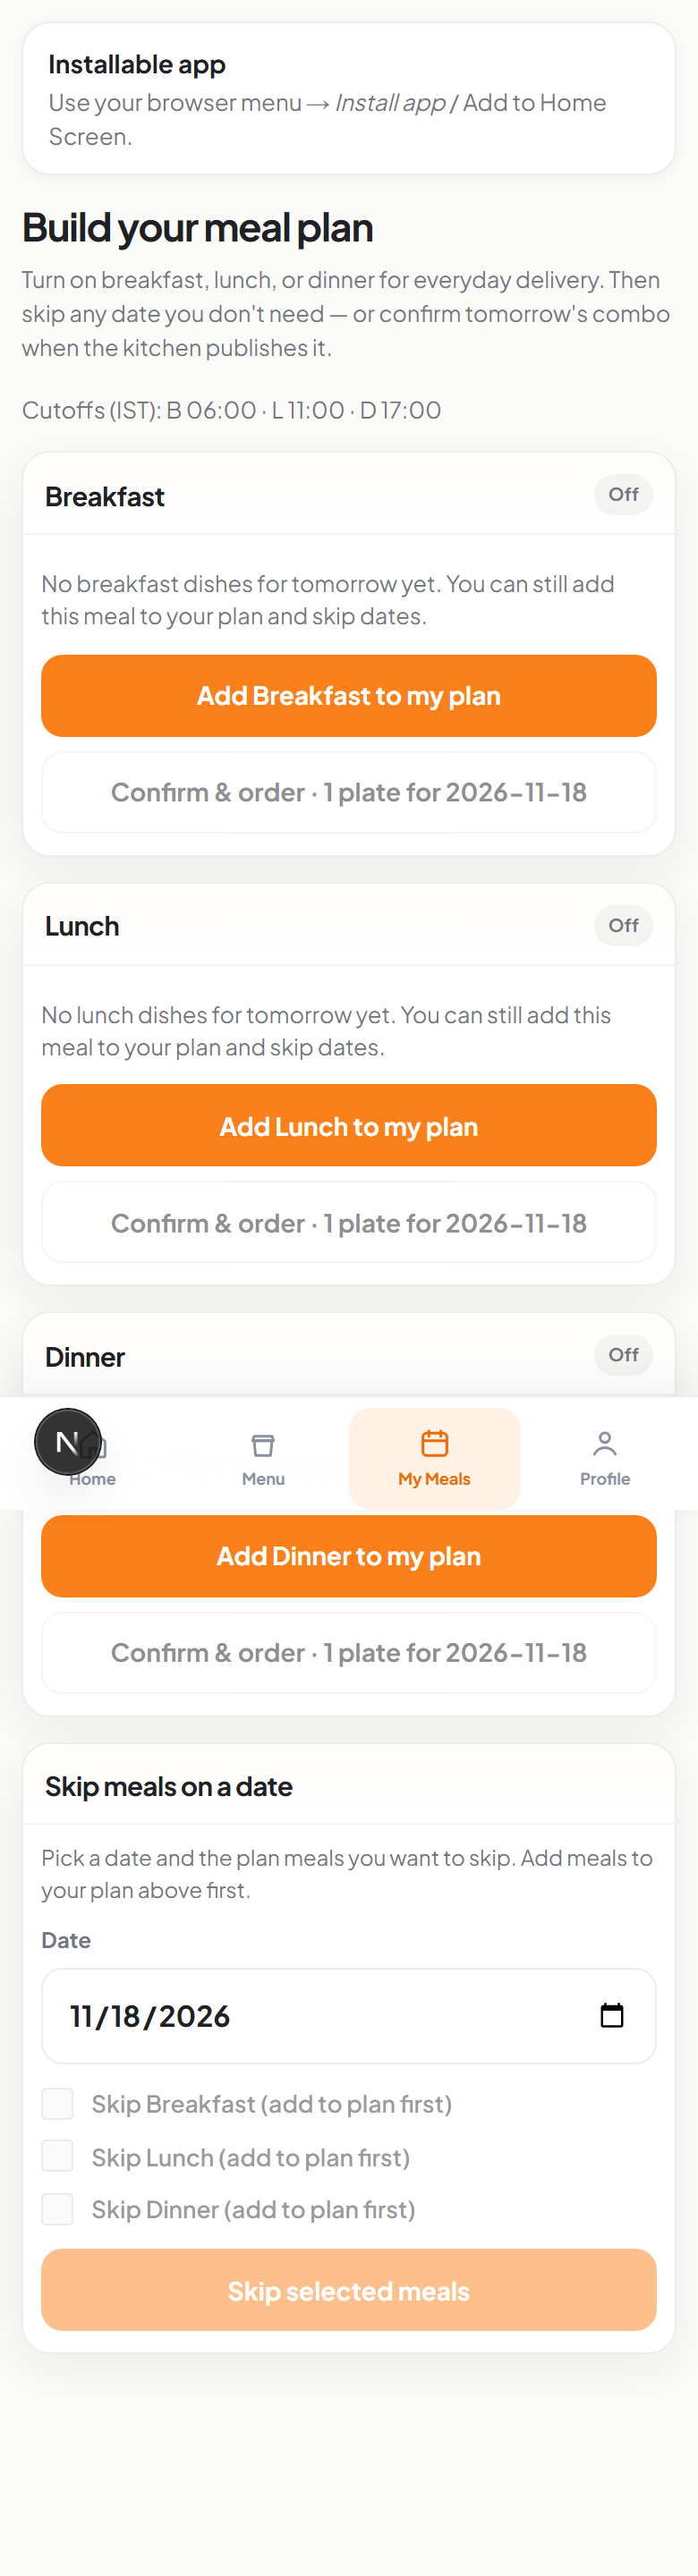 Installable app
Use your browser menu → Install app / Add to Home
Screen.
Build your meal plan
Turn on breakfast, lunch, or dinner for everyday delivery. Then
skip any date you don't need — or confirm tomorrow's combo
when the kitchen publishes it.
Cutoffs (IST): B 06:00 · L 11:00 · D 17:00
Breakfast
Off
No breakfast dishes for tomorrow yet. You can still add
this meal to your plan and skip dates.
Add Breakfast to my plan
Confirm & order · 1 plate for 2026-11-18
Lunch
Off
No lunch dishes for tomorrow yet. You can still add this
meal to your plan and skip dates.
Add Lunch to my plan
Confirm & order · 1 plate for 2026-11-18
Dinner
Off
N
Home
Menu
My Meals
Profile
Add Dinner to my plan
Confirm & order · 1 plate for 2026-11-18
Skip meals on a date
Pick a date and the plan meals you want to skip. Add meals to
your plan above first.
Date
11/18/2026
Skip Breakfast (add to plan first)
Skip Lunch (add to plan first)
Skip Dinner (add to plan first)
Skip selected meals